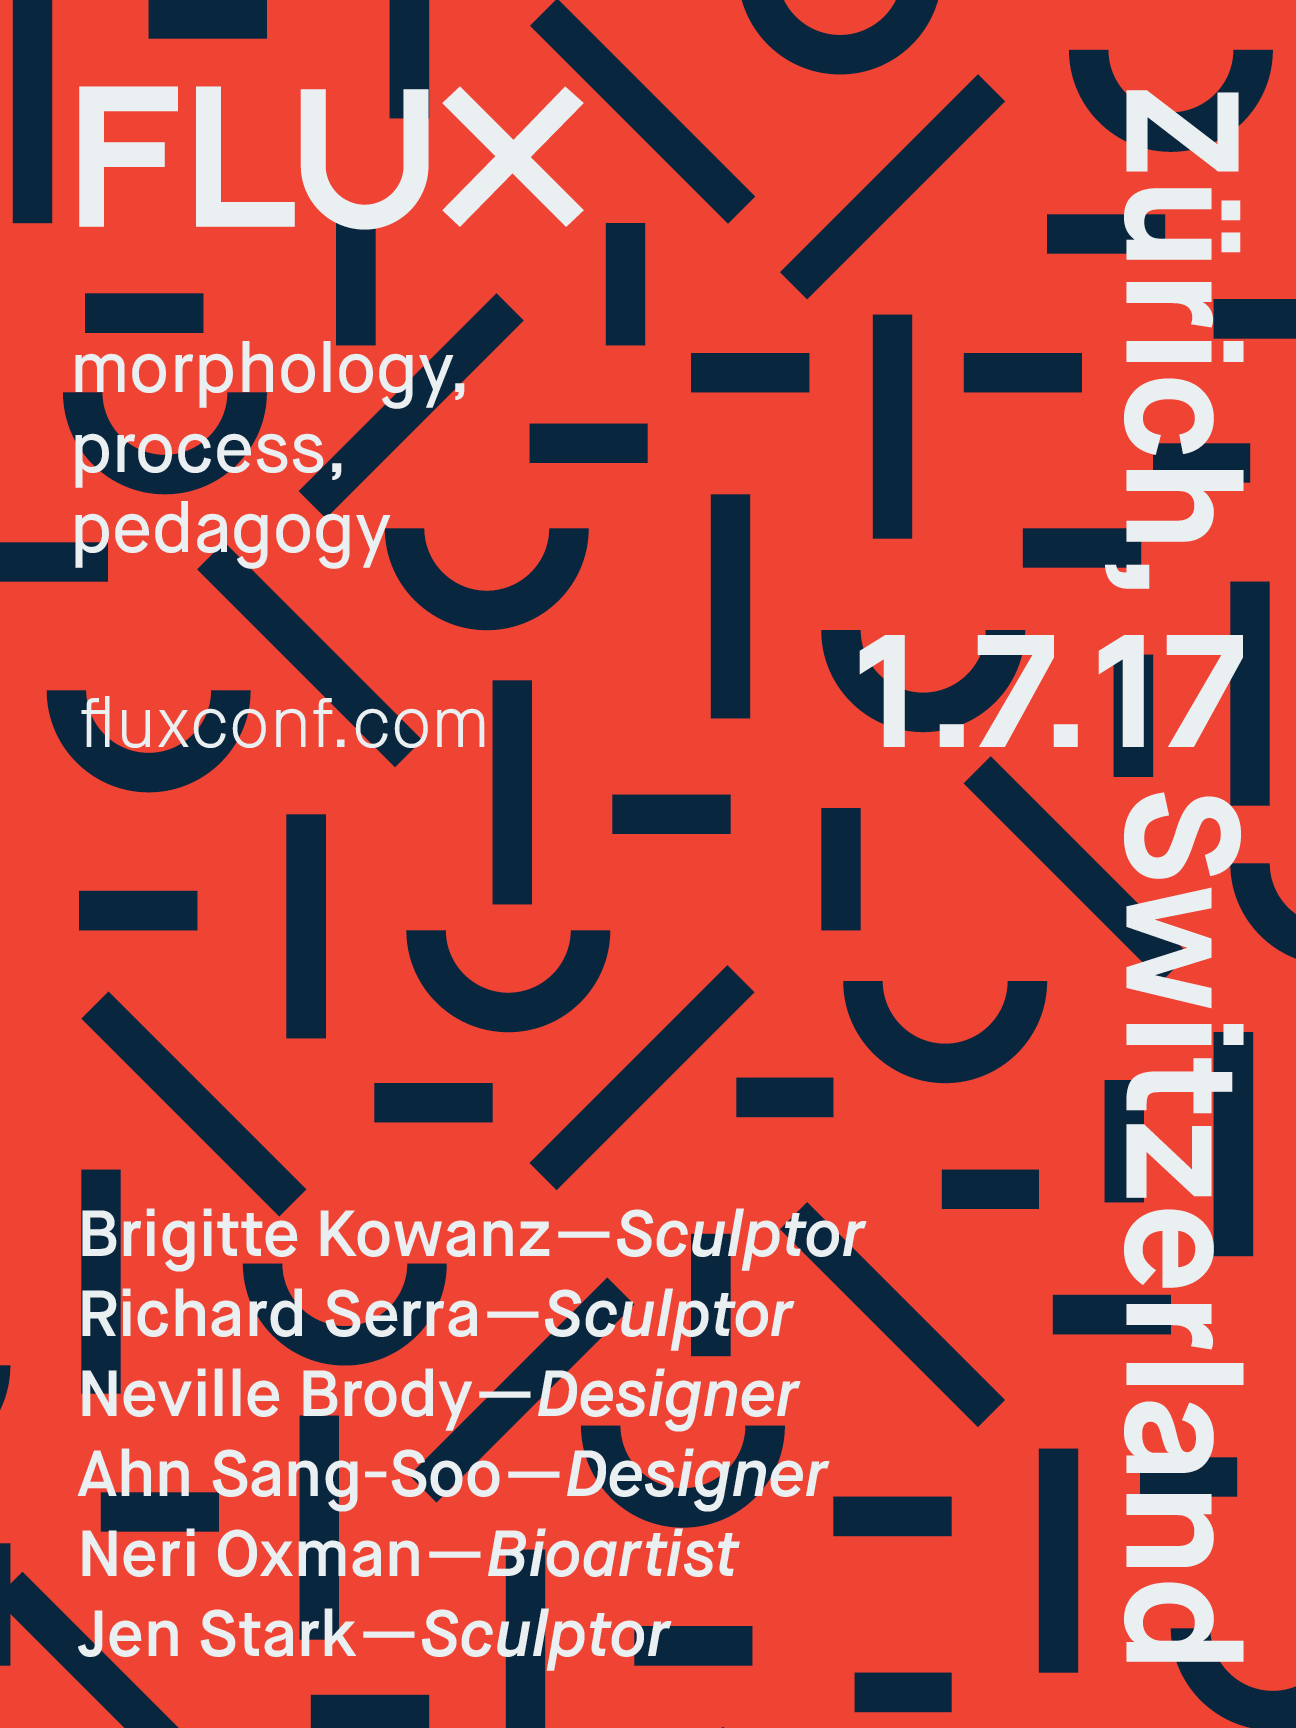 FLUX
morphology,
process,
pedagogy
fluxconf.com
Zürich,
1.7.17
Switzerland
Brigitte Kowanz—Sculptor
Richard Serra—Sculptor
Neville Brody—Designer
Ahn Sang-Soo—Designer
Neri Oxman—Bioartist
Jen Stark—Sculptor